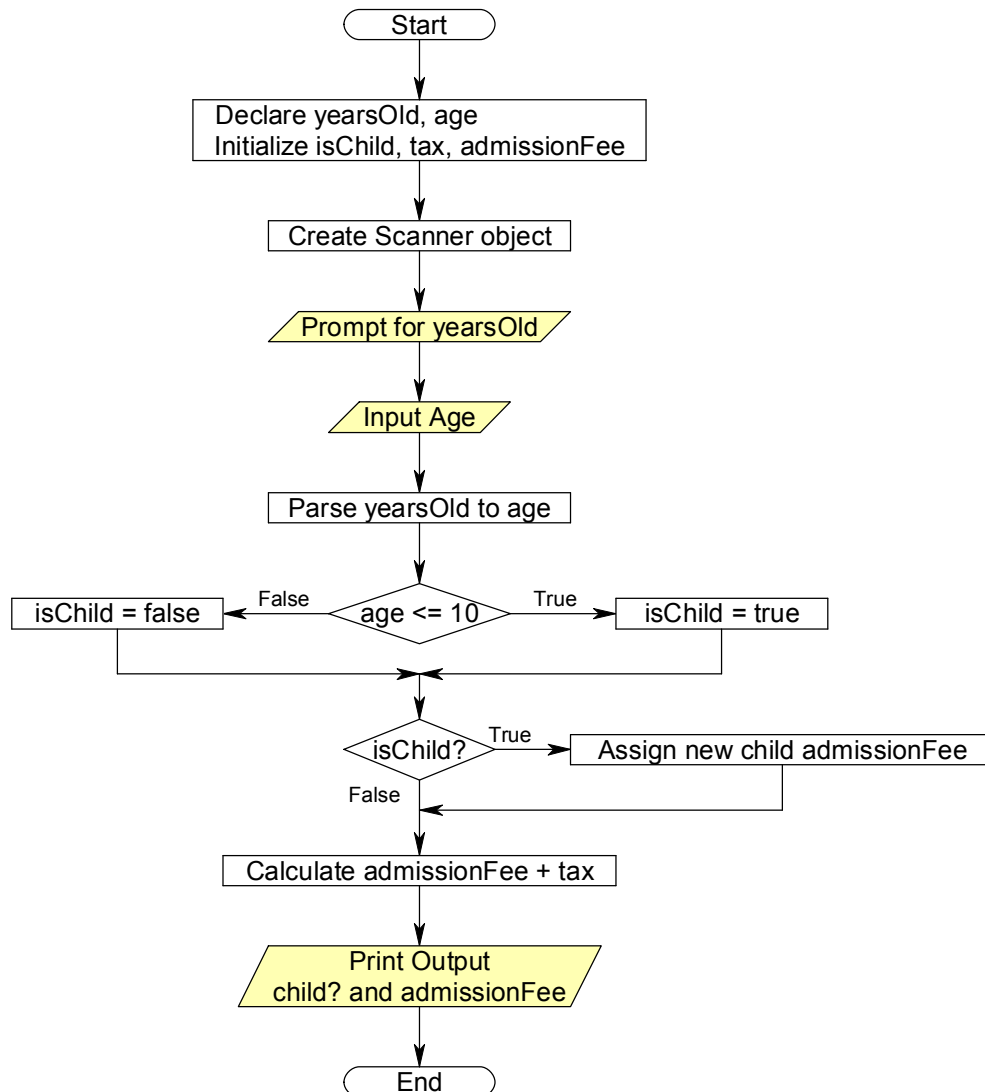 Start
Declare yearsOld, age
Initialize isChild, tax, admissionFee
Create Scanner object
Prompt for yearsOld
Input Age
Parse yearsOld to age
isChild = false
False
age <= 10
True
isChild = true
isChild?
True
Assign new child admissionFee
False
Calculate admissionFee + tax
Print Output
child? and admissionFee
End